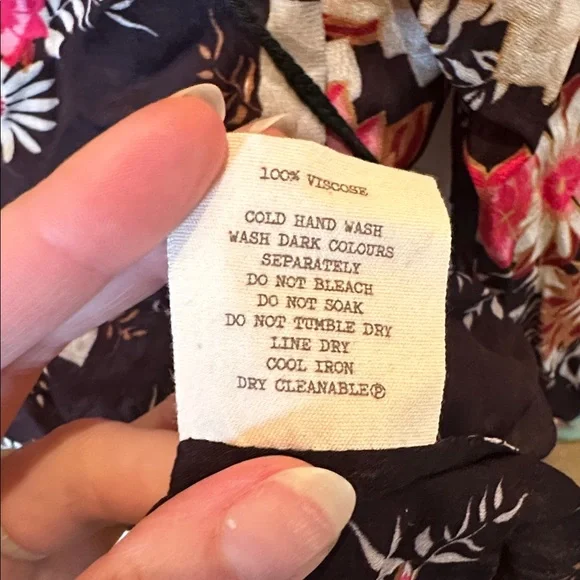 100% VISCOSE
COLD HAND WASH
WASH DARK COLOURS
SEPARATELY
DO NOT BLEACH
DO NOT SOAK
DO NOT TUMBLE DRY
LINE DRY
COOL IRON
DRY CLEANABLEⓅ